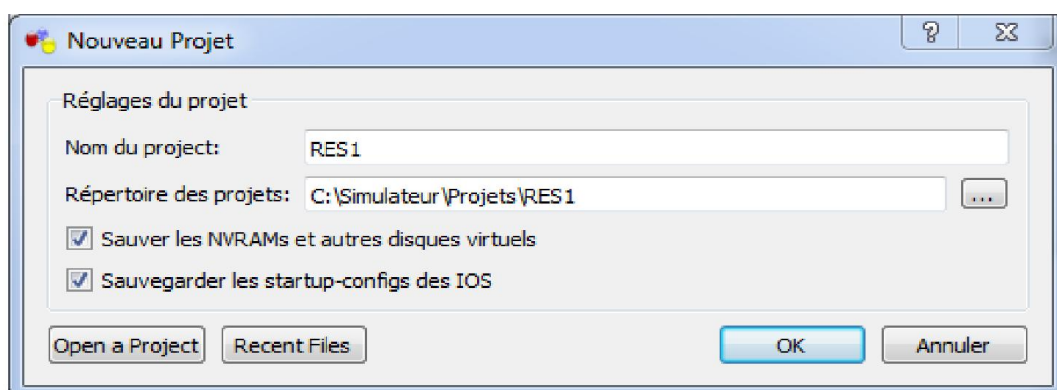 Nouveau Projet
Réglages du projet
Nom du project: RES1
Répertoire des projets: C:\Simulateur\Projets\RES1 ...
Sauver les NVRAMs et autres disques virtuels
Sauvegarder les startup-configs des IOS
Open a Project Recent Files OK Annuler